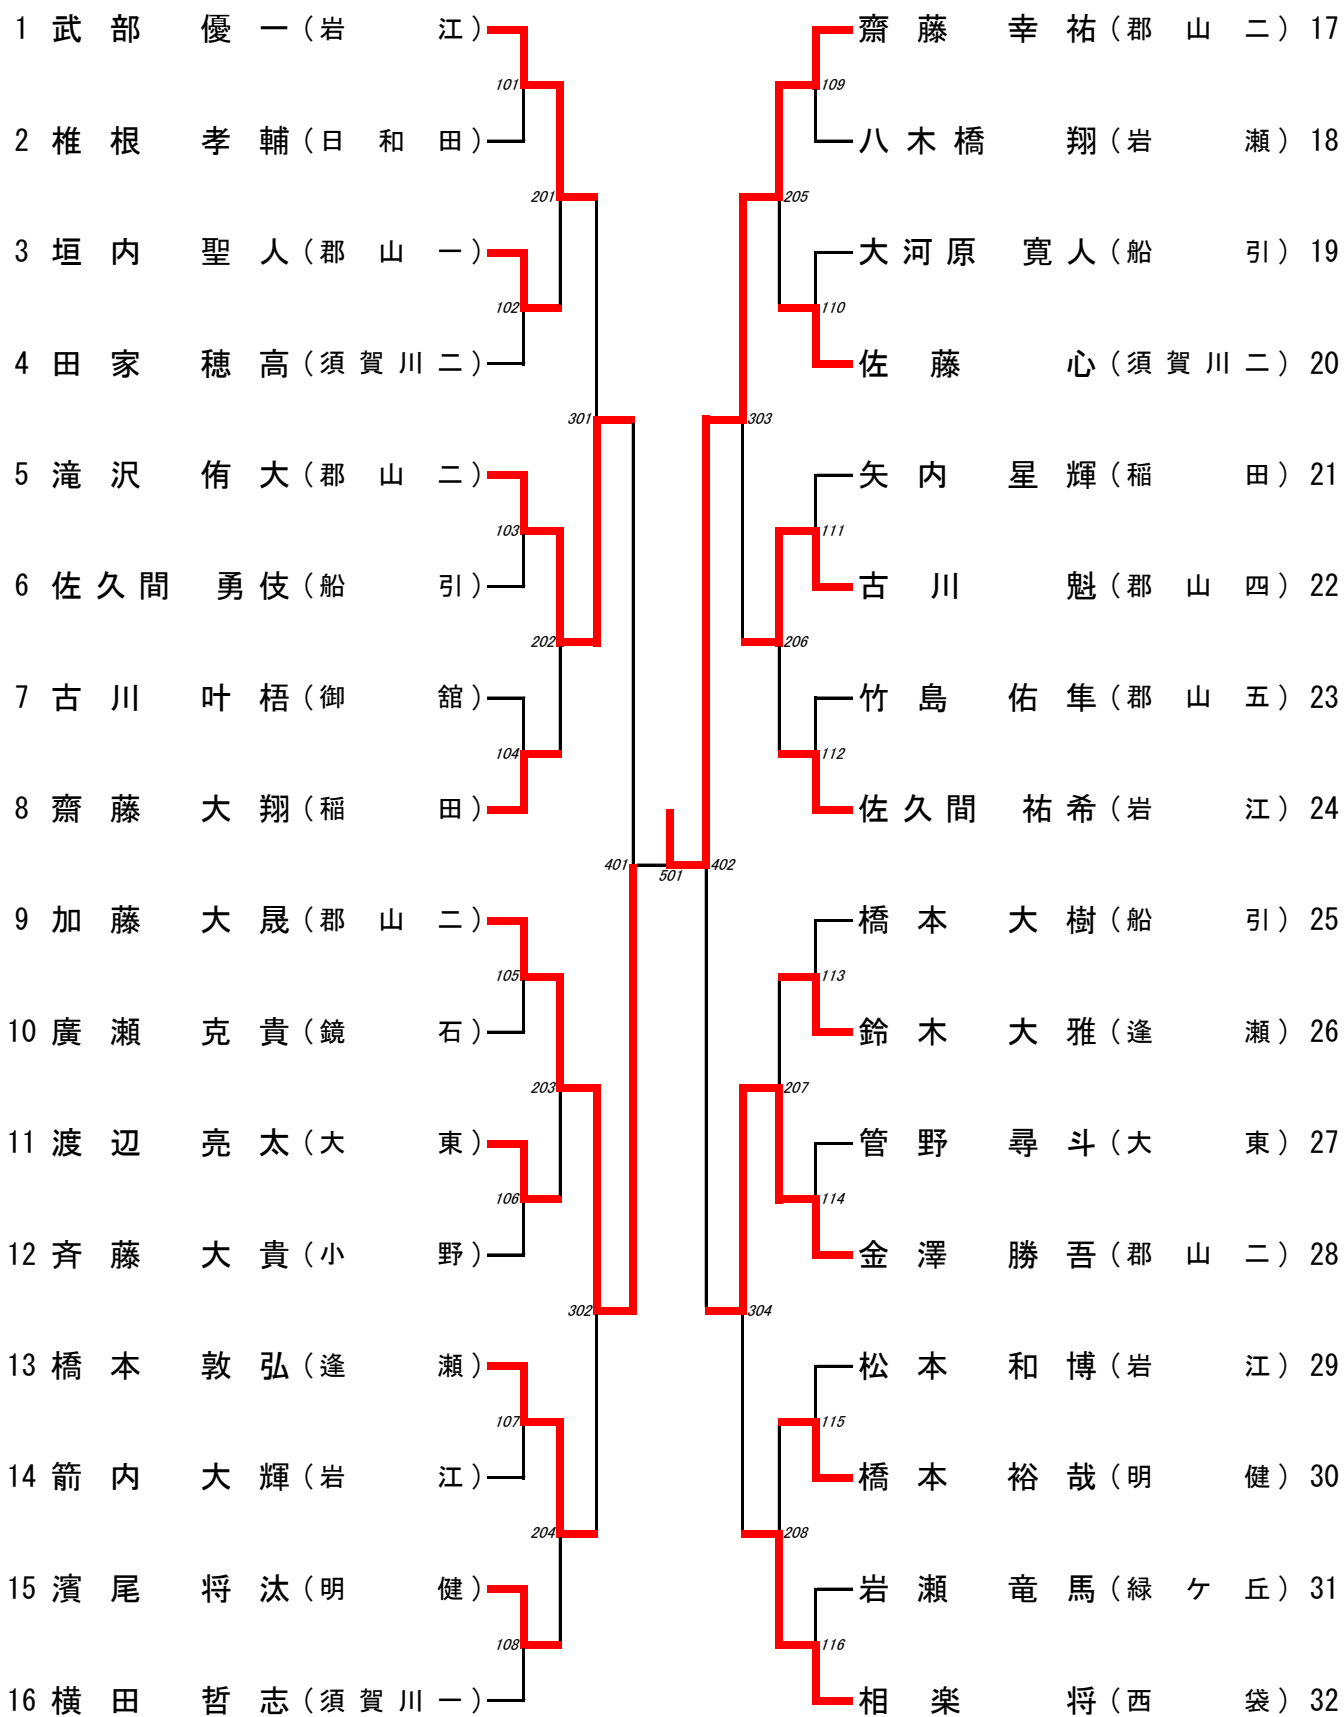 1 武部 優一（岩江）
101
2 椎根 孝輔（日和田）
201
3 垣内 聖人（郡山一）
102
4 田家 穂高（須賀川二）
301
5 滝沢 侑大（郡山二）
103
6 佐久間 勇伎（船引）
202
7 古川 叶梧（御舘）
104
8 齋藤 大翔（稲田）
401
9 加藤 大晟（郡山二）
105
10 廣瀬 克貴（鏡石）
203
11 渡辺 亮太（大東）
106
12 斉藤 大貴（小野）
302
13 橋本 敦弘（逢瀬）
107
14 箭内 大輝（岩江）
204
15 濱尾 将汰（明健）
108
16 横田 哲志（須賀川一）
501
齋藤 幸祐（郡山二）17
109
八木橋 翔（岩瀬）18
205
大河原 寛人（船引）19
110
佐藤 心（須賀川二）20
303
矢内 星輝（稲田）21
111
古川 魁（郡山四）22
206
竹島 佑隼（郡山五）23
112
佐久間 祐希（岩江）24
402
橋本 大樹（船引）25
113
鈴木 大雅（逢瀬）26
207
管野 尋斗（大東）27
114
金澤 勝吾（郡山二）28
304
松本 和博（岩江）29
115
橋本 裕哉（明健）30
208
岩瀬 竜馬（緑ケ丘）31
116
相楽 将（西袋）32